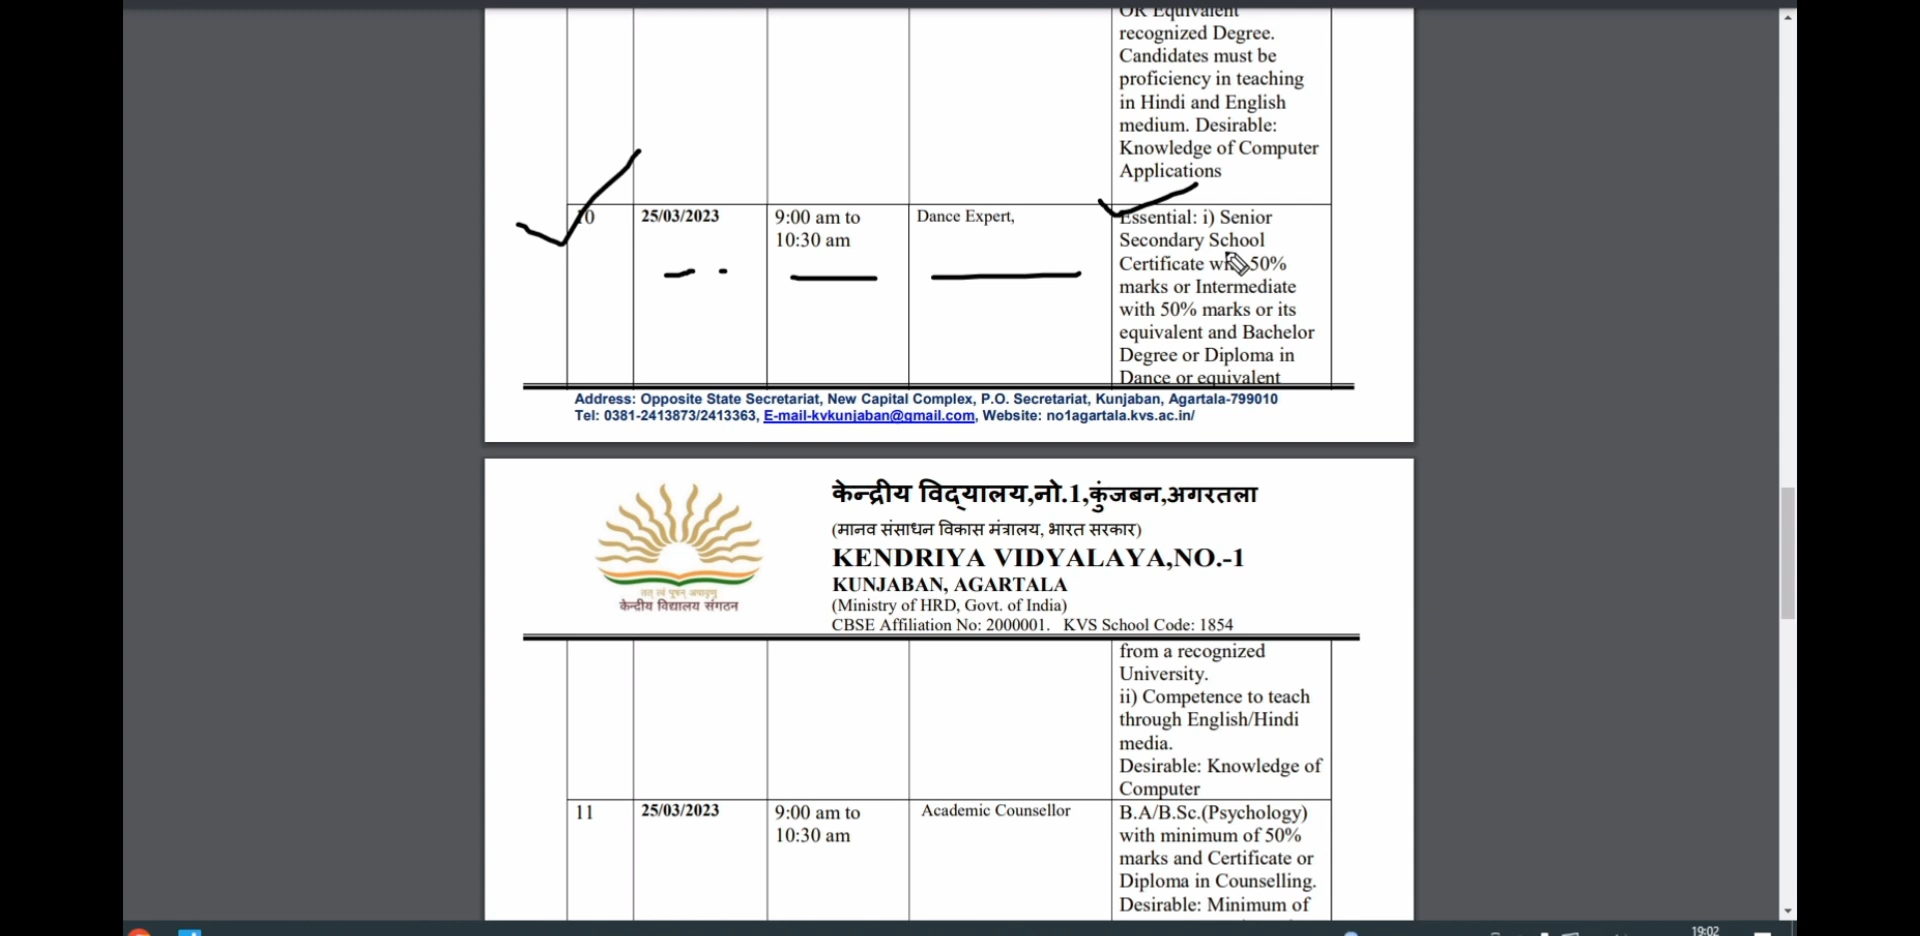 OR Equivalent
recognized Degree.
Candidates must be
proficiency in teaching
in Hindi and English
medium. Desirable:
Knowledge of Computer
Applications
10
25/03/2023
9:00 am to
10:30 am
Dance Expert,
Essential: i) Senior
Secondary School
Certificate with 50%
marks or Intermediate
with 50% marks or its
equivalent and Bachelor
Degree or Diploma in
Dance or equivalent
Address: Opposite State Secretariat, New Capital Complex, P.O. Secretariat, Kunjaban, Agartala-799010
Tel: 0381-2413873/2413363, E-mail-kvkunjaban@gmail.com, Website: no1agartala.kvs.ac.in/
तत् त्वं पूषन् अपावृणु
केन्द्रीय विद्यालय संगठन
केन्द्रीय विद्यालय,नो.1,कुंजबन,अगरतला
(मानव संसाधन विकास मंत्रालय, भारत सरकार)
KENDRIYA VIDYALAYA,NO.-1
KUNJABAN, AGARTALA
(Ministry of HRD, Govt. of India)
CBSE Affiliation No: 2000001. KVS School Code: 1854
from a recognized
University.
ii) Competence to teach
through English/Hindi
media.
Desirable: Knowledge of
Computer
11
25/03/2023
9:00 am to
10:30 am
Academic Counsellor
B.A/B.Sc.(Psychology)
with minimum of 50%
marks and Certificate or
Diploma in Counselling.
Desirable: Minimum of
19:02